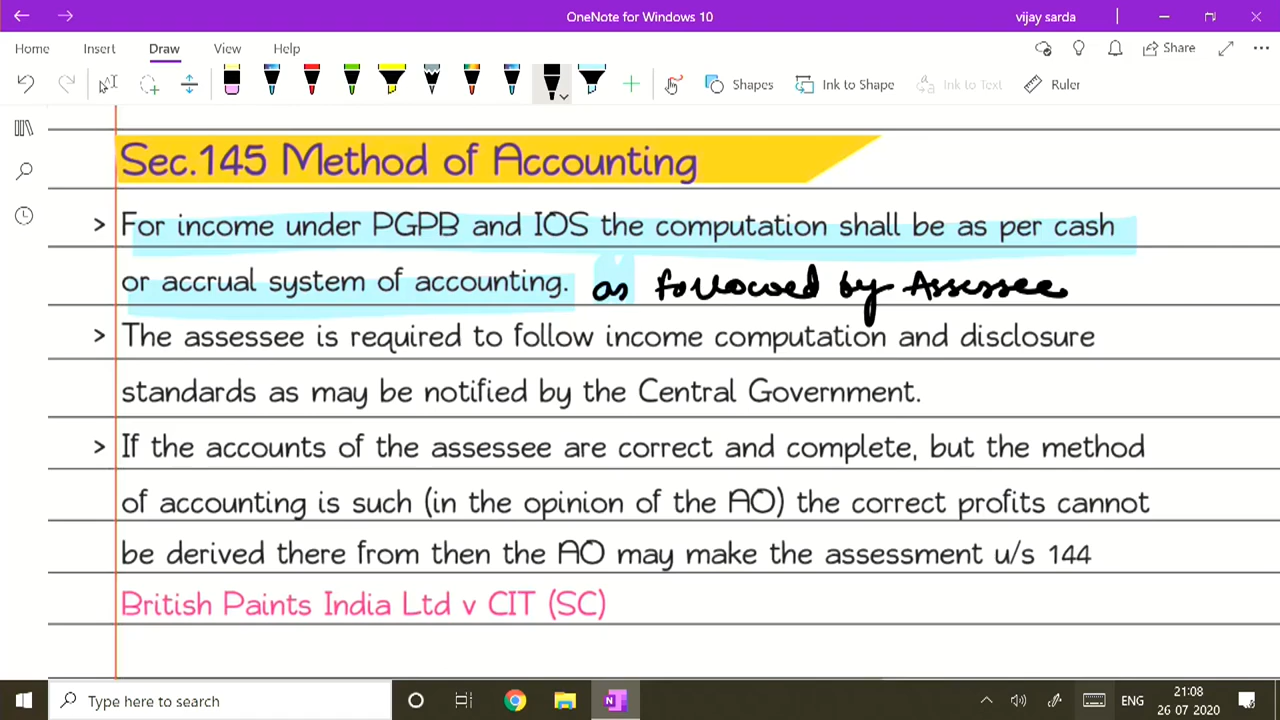 OneNote for Windows 10
vijay sarda
Home Insert Draw View Help
Share
Shapes Ink to Shape Ink to Text Ruler
Sec.145 Method of Accounting
> For income under PGPB and IOS the computation shall be as per cash
or accrual system of accounting. as followed by Assessee
> The assessee is required to follow income computation and disclosure
standards as may be notified by the Central Government.
> If the accounts of the assessee are correct and complete, but the method
of accounting is such (in the opinion of the AO) the correct profits cannot
be derived there from then the AO may make the assessment u/s 144
British Paints India Ltd v CIT (SC)
Type here to search
ENG
21:08
26-07-2020